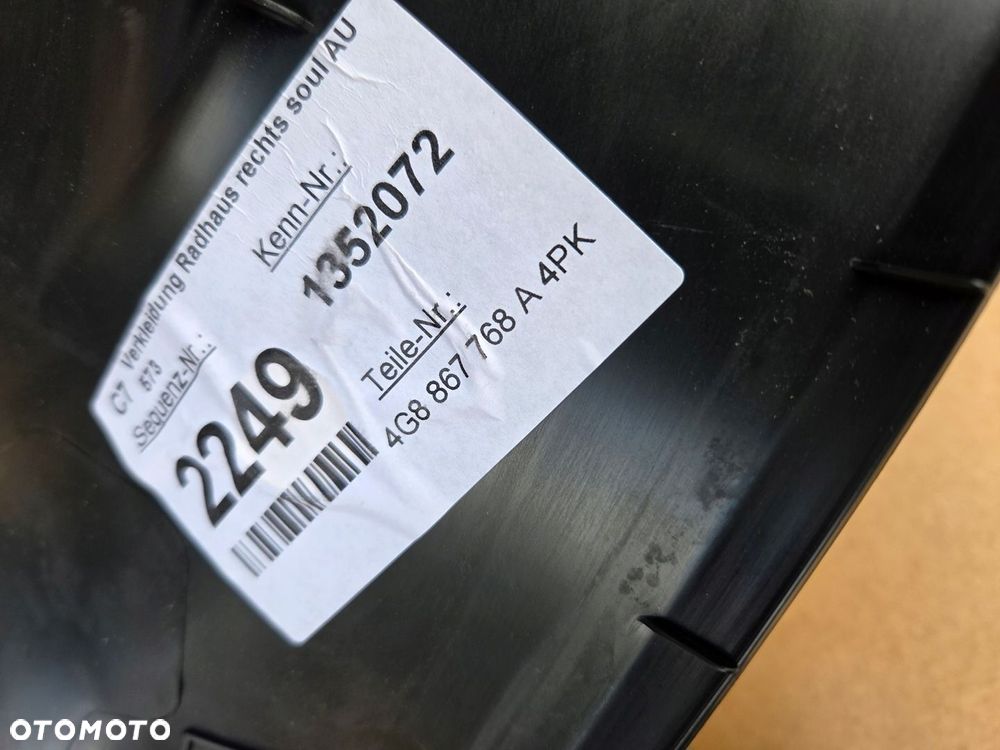 C7 Verkleidung Radhaus rechts soul AU
573
Sequenz-Nr.:
2249
Kenn-Nr.:
1352072
Teile-Nr.:
4G8 867 768 A 4PK
OTOMOTO